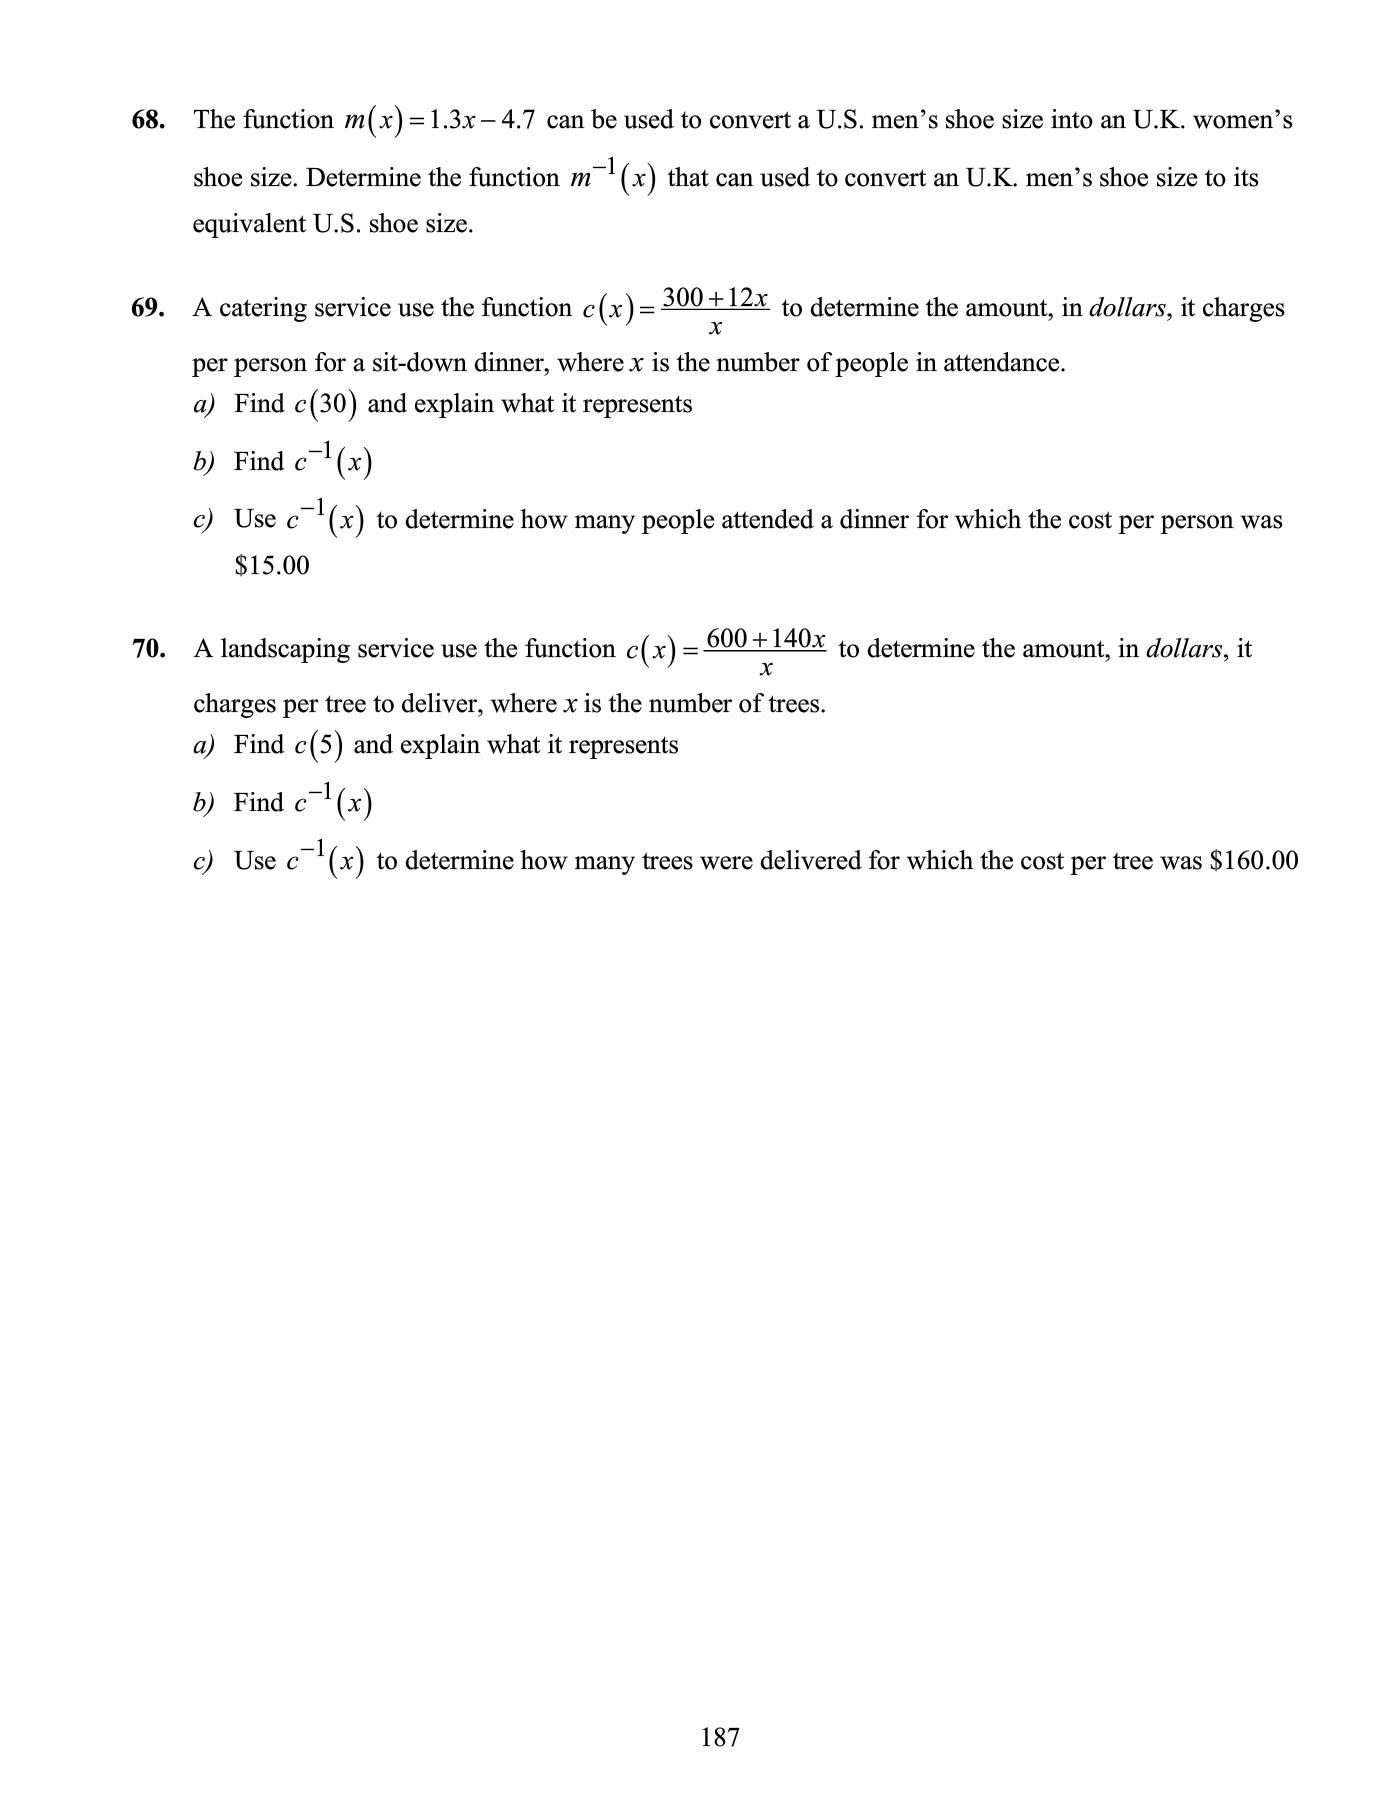 68. The function m(x) = 1.3x – 4.7 can be used to convert a U.S. men’s shoe size into an U.K. women’s
shoe size. Determine the function m⁻¹(x) that can used to convert an U.K. men’s shoe size to its
equivalent U.S. shoe size.
69. A catering service use the function c(x) = (300+12x)/x to determine the amount, in dollars, it charges
per person for a sit-down dinner, where x is the number of people in attendance.
a) Find c(30) and explain what it represents
b) Find c⁻¹(x)
c) Use c⁻¹(x) to determine how many people attended a dinner for which the cost per person was
$15.00
70. A landscaping service use the function c(x) = (600+140x)/x to determine the amount, in dollars, it
charges per tree to deliver, where x is the number of trees.
a) Find c(5) and explain what it represents
b) Find c⁻¹(x)
c) Use c⁻¹(x) to determine how many trees were delivered for which the cost per tree was $160.00
187